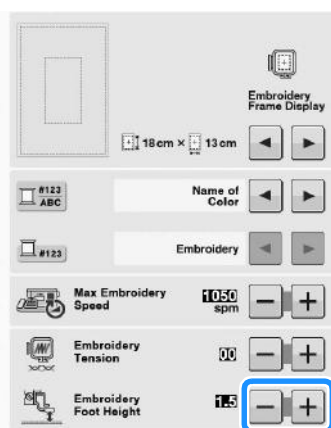 Embroidery
Frame Display
18cm × 13cm
#123
ABC
Name of
Color
#123
Embroidery
Max Embroidery
Speed
1050
spm
Embroidery
Tension
00
Embroidery
Foot Height
1.5